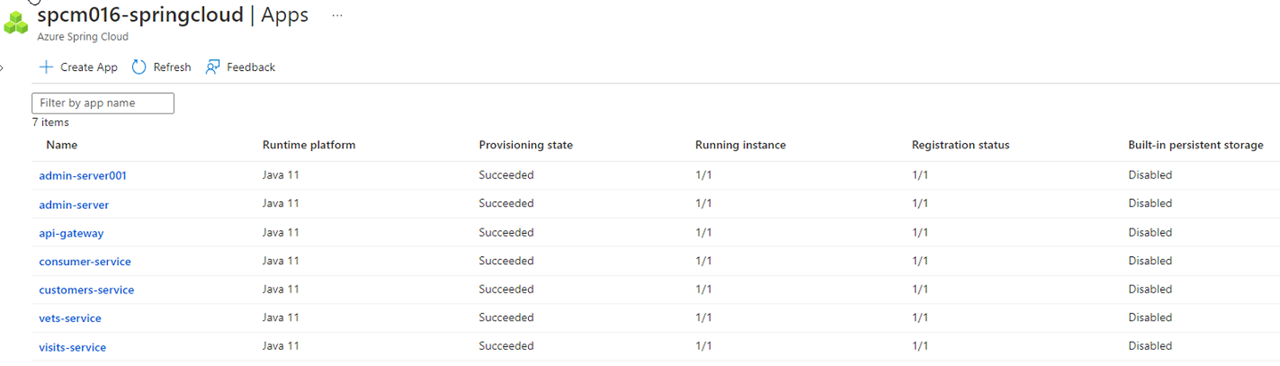 spcm016-springcloud | Apps ...
Azure Spring Cloud
Create App Refresh Feedback
Filter by app name
7 items
Name Runtime platform Provisioning state Running instance Registration status Built-in persistent storage
admin-server001 Java 11 Succeeded 1/1 1/1 Disabled
admin-server Java 11 Succeeded 1/1 1/1 Disabled
api-gateway Java 11 Succeeded 1/1 1/1 Disabled
consumer-service Java 11 Succeeded 1/1 1/1 Disabled
customers-service Java 11 Succeeded 1/1 1/1 Disabled
vets-service Java 11 Succeeded 1/1 1/1 Disabled
visits-service Java 11 Succeeded 1/1 1/1 Disabled